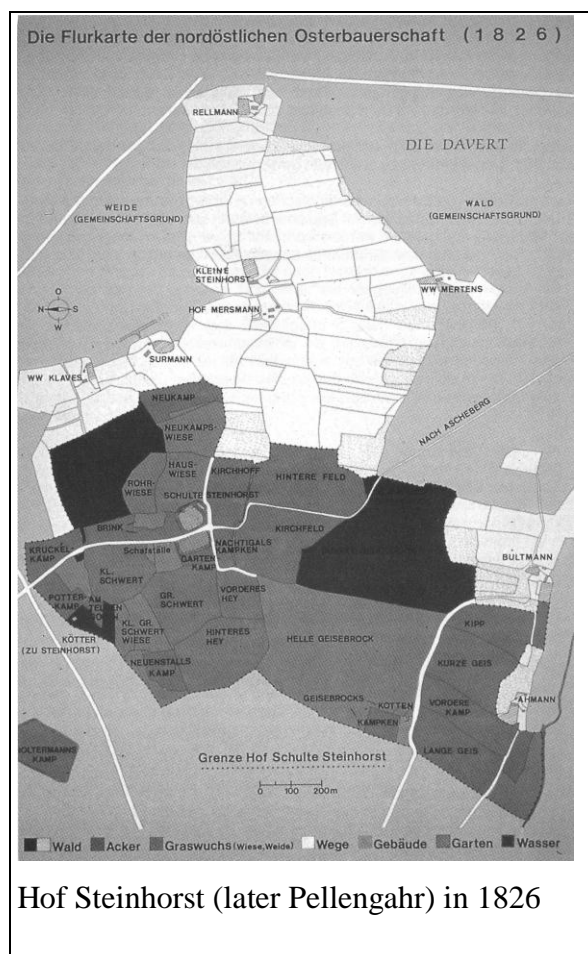 Die Flurkarte der nordöstlichen Osterbauerschaft (1826)
RELLMANN
DIE DAVERT
WEIDE
(GEMEINSCHAFTSGRUND)
WALD
(GEMEINSCHAFTSGRUND)
KLEINE
STEINHORST
WW MERTENS
O
N S
W
HOF MERSMANN
SURMANN
WW KLAVES
NACH ASCHEBERG
NEUKAMP
NEUKAMPS-
WIESE
HAUS-
WIESE
KIRCHHOFF
HINTERE FELD
ROHR-
WIESE
SCHULTE STEINHORST
BRINK
KIRCHFELD
NACHTIGALS
KÄMPKEN
KRUCKEL-
KAMP
Schafställe
GARTEN-
KAMP
BULTMANN
KL.
SCHWERT
POTTER-
KAMP
AM
GR.
SCHWERT
VORDERES
HEY
KL. GR.
SCHWERT
WIESE
KÖTTER
(ZU STEINHORST)
HINTERES
HEY
HELLE GEISEBROCK
KIPP
KURZE GEIS
NEUENSTALLS
KAMP
GEISEBROCKS
KÄMPKEN
KOTTEN
VORDERE
KAMP
AHMANN
LANGE GEIS
HOLTERMANNS
KAMP
Grenze Hof Schulte Steinhorst
0 100 200m
Wald Acker Graswuchs (Wiese, Weide) Wege Gebäude Garten Wasser
Hof Steinhorst (later Pellengahr) in 1826